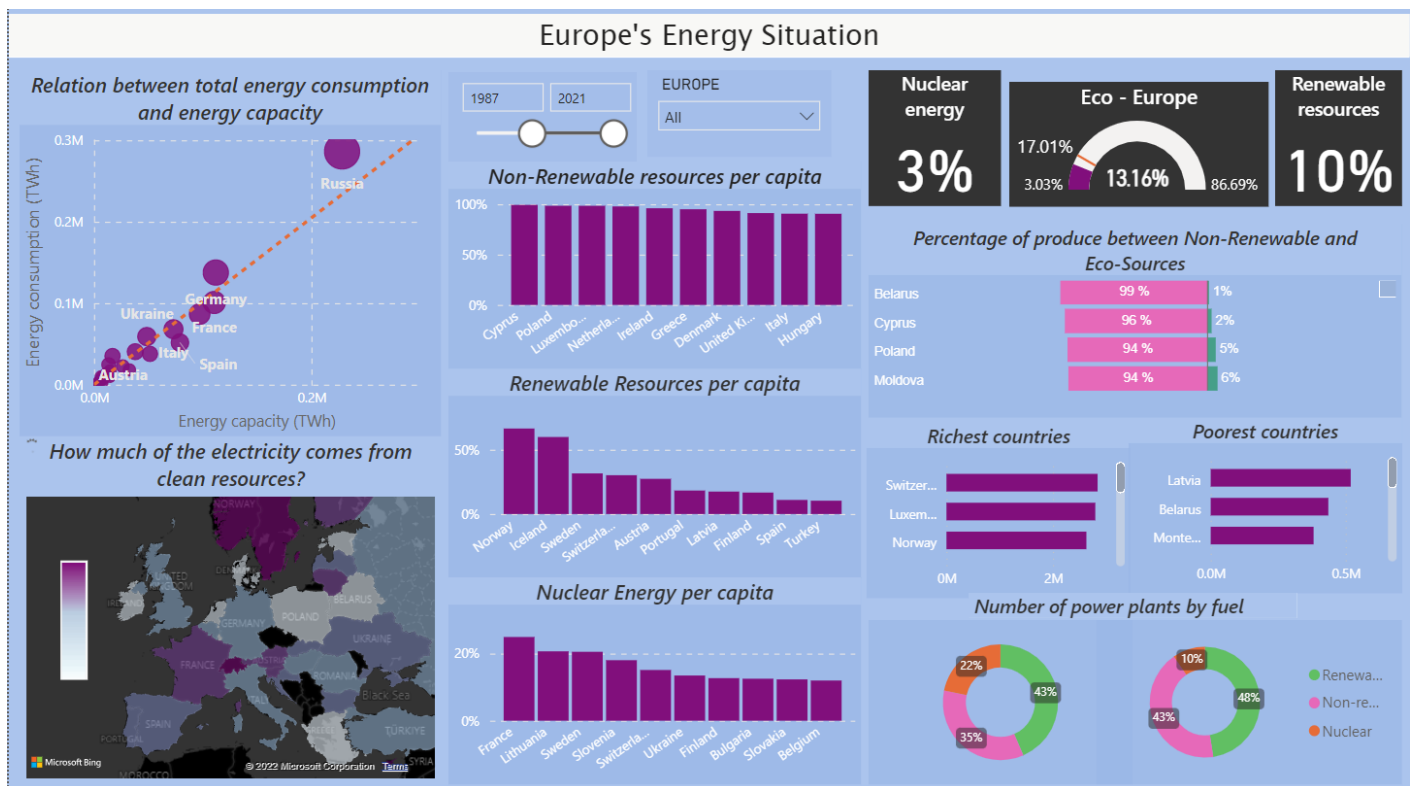 Europe's Energy Situation
Relation between total energy consumption
and energy capacity
Energy consumption (TWh)
0.3M
0.2M
0.1M
0.0M
Russia
Germany
Ukraine
France
Italy
Spain
Austria
0.0M
0.2M
Energy capacity (TWh)
How much of the electricity comes from
clean resources?
NORWAY
UNITED
KINGDOM
IRELAND
POLAND
BELARUS
GERMANY
UKRAINE
FRANCE
ROMANIA
Black Sea
ITALY
SPAIN
PORTUGAL
GREECE
TÜRKIYE
SYRIA
MOROCCO
Microsoft Bing
© 2022 Microsoft Corporation Terms
1987
2021
EUROPE
All
Non-Renewable resources per capita
100%
50%
0%
Cyprus
Poland
Luxembo...
Netherla...
Ireland
Greece
Denmark
United Ki...
Italy
Hungary
Renewable Resources per capita
50%
0%
Norway
Iceland
Sweden
Switzerla...
Austria
Portugal
Latvia
Finland
Spain
Turkey
Nuclear Energy per capita
20%
0%
France
Lithuania
Sweden
Slovenia
Switzerla...
Ukraine
Finland
Bulgaria
Slovakia
Belgium
Nuclear
energy
3%
Eco - Europe
17.01%
3.03%
13.16%
86.69%
Renewable
resources
10%
Percentage of produce between Non-Renewable and
Eco-Sources
Belarus 99 % 1%
Cyprus 96 % 2%
Poland 94 % 5%
Moldova 94 % 6%
Richest countries
Switzer...
Luxem...
Norway
0M 2M
Poorest countries
Latvia
Belarus
Monte...
0.0M 0.5M
Number of power plants by fuel
22%
43%
35%
10%
48%
43%
Renewa...
Non-re...
Nuclear